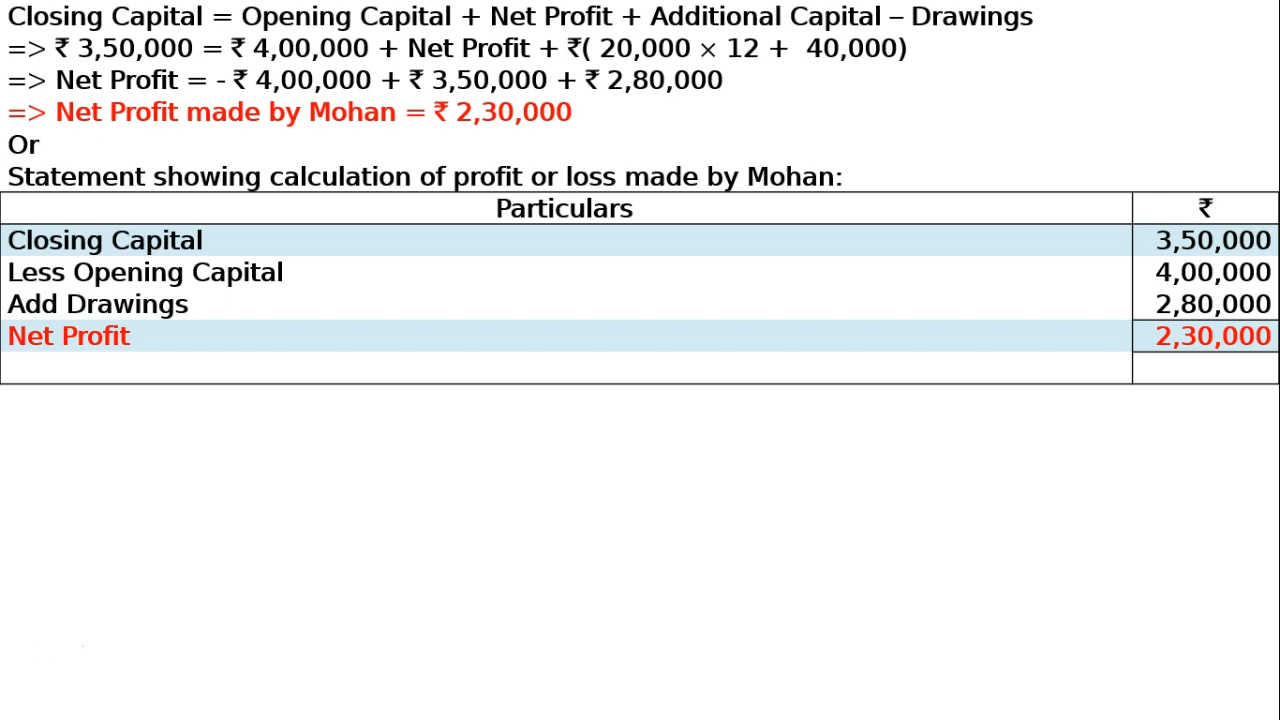 Closing Capital = Opening Capital + Net Profit + Additional Capital – Drawings
=> ₹ 3,50,000 = ₹ 4,00,000 + Net Profit + ₹( 20,000 × 12 +  40,000)
=> Net Profit = - ₹ 4,00,000 + ₹ 3,50,000 + ₹ 2,80,000
=> Net Profit made by Mohan = ₹ 2,30,000
Or
Statement showing calculation of profit or loss made by Mohan:
Particulars ₹
Closing Capital 3,50,000
Less Opening Capital 4,00,000
Add Drawings 2,80,000
Net Profit 2,30,000